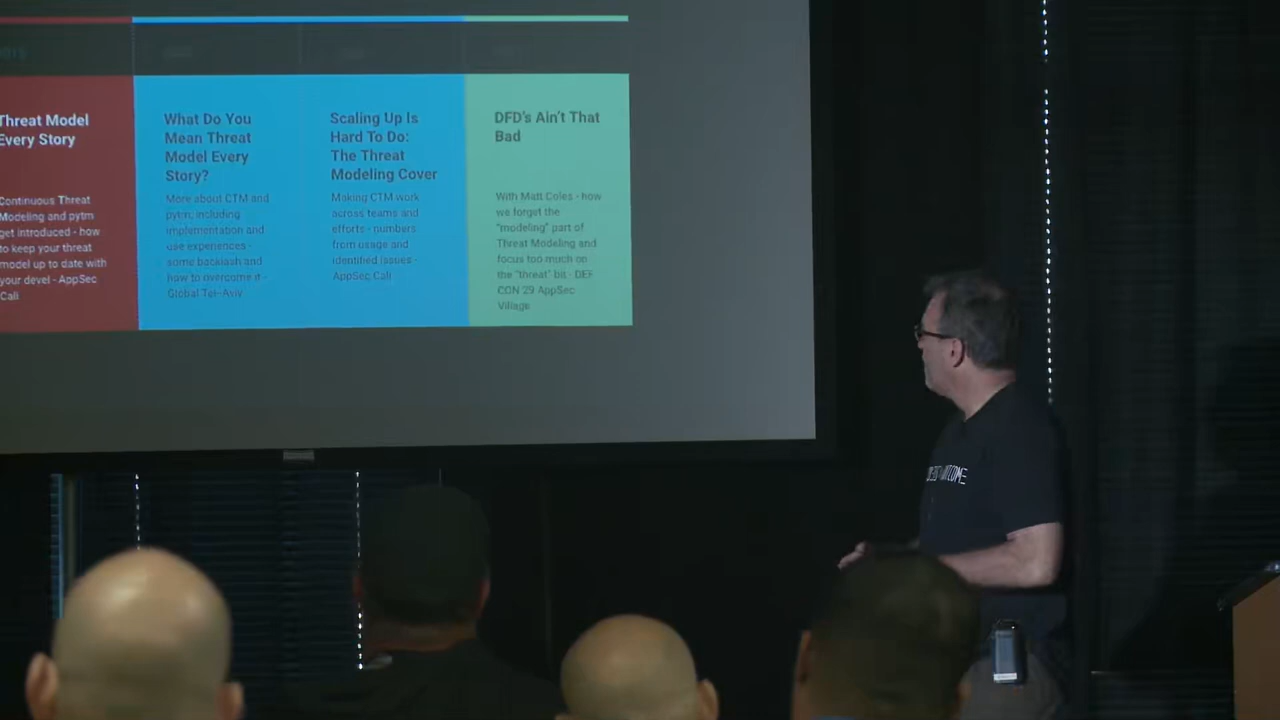 Threat Model
Every Story
Continuous Threat
Modeling and pytm
get introduced - how
to keep your threat
model up to date with
your devel - AppSec
Cali
What Do You
Mean Threat
Model Every
Story?
More about CTM and
pytm, including
implementation and
use experiences -
some backlash and
how to overcome it -
Global Tel-Aviv
Scaling Up Is
Hard To Do:
The Threat
Modeling Cover
Making CTM work
across teams and
efforts - numbers
from usage and
identified issues -
AppSec Cali
DFD's Ain't That
Bad
With Matt Coles - how
we forget the
"modeling" part of
Threat Modeling and
focus too much on
the "threat" bit - DEF
CON 29 AppSec
Village